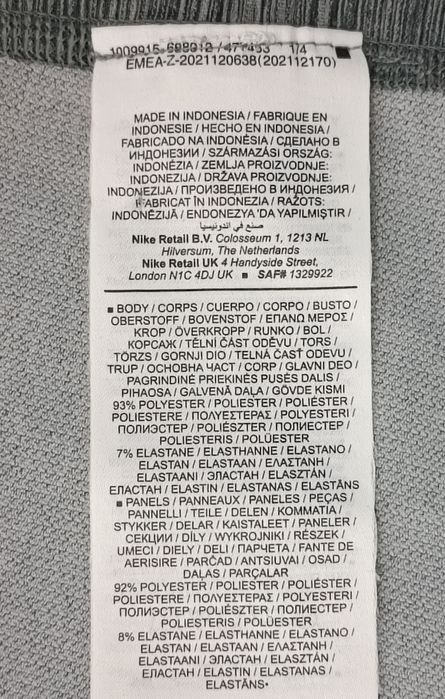 1/4
EMEA-Z-2021120638(202112170)
MADE IN INDONESIA / FABRIQUE EN
INDONESIE / HECHO EN INDONESIA /
FABRICADO NA INDONÉSIA / СДЕЛАНО В
ИНДОНЕЗИИ / SZÁRMAZÁSI ORSZÁG:
INDONÉZIA / ZEMLJA PROIZVODNJE:
INDONEZIJA / DRŽAVA PROIZVODNJE:
INDONEZIJA / ПРОИЗВЕДЕНО В ИНДОНЕЗИЯ /
FABRICAT ÎN INDONEZIA / RAŽOTS:
INDONĒZIJĀ / ENDONEZYA 'DA YAPILMIŞTIR /
صنع في اندونيسيا
Nike Retail B.V. Colosseum 1, 1213 NL
Hilversum, The Netherlands
Nike Retail UK 4 Handyside Street,
London N1C 4DJ UK ■ SAF# 1329922
■ BODY / CORPS / CUERPO / CORPO / BUSTO /
OBERSTOFF / BOVENSTOF / ΕΠΑΝΩ ΜΕΡΟΣ /
KROP / ÖVERKROPP / RUNKO / BOL /
КОРСАЖ / TĚLNÍ ČÁST ODĚVU / TORS /
TÖRZS / GORNJI DIO / TELNÁ ČASŤ ODEVU /
TRUP / ОСНОВНА ЧАСТ / CORP / GLAVNI DEO /
PAGRINDINĖ PRIEKINĖS PUSĖS DALIS /
PIHAOSA / GALVENĀ DAĻA / GÖVDE KISMI
93% POLYESTER / POLIÉSTER /
POLIESTERE / ΠΟΛΥΕΣΤΕΡΑΣ / POLYESTERI /
ПОЛИЭСТЕР / POLIÉSZTER / ПОЛИЕСТЕР /
POLIESTERIS / POLÜESTER
7% ELASTANE / ELASTHANNE / ELASTANO /
ELASTAN / ELASTAAN / ΕΛΑΣΤΑΝΗ /
ELASTAANI / ЭЛАСТАН / ELASZTÁN /
ЕЛАСТАН / ELASTIN / ELASTANAS / ELASTĀNS
■ PANELS / PANNEAUX / PANELES / PEÇAS /
PANNELLI / TEILE / DELEN / ΚΟΜΜΑΤΙΑ /
STYKKER / DELAR / KAISTALEET / PANELER /
СЕКЦИИ / DÍLY / WYKROJNIKI / RÉSZEK /
UMECI / DIELY / DELI / ПАРЧЕТА / FANTE DE
AERISIRE / PARČAD / ANTSIUVAI / OSAD /
DAĻAS / PARÇALAR
92% POLYESTER / POLIESTER / POLIÉSTER /
POLIESTERE / ΠΟΛΥΕΣΤΕΡΑΣ / POLYESTERI /
ПОЛИЭСТЕР / POLIÉSZTER / ПОЛИЕСТЕР /
POLIESTERIS / POLÜESTER
8% ELASTANE / ELASTHANNE / ELASTANO /
ELASTAN / ELASTAAN / ΕΛΑΣΤΑΝΗ /
ELASTAANI / ЭЛАСТАН / ELASZTÁN /
ЕЛАСТАН / ELASTIN / ELASTANAS /
ELASTĀNS•